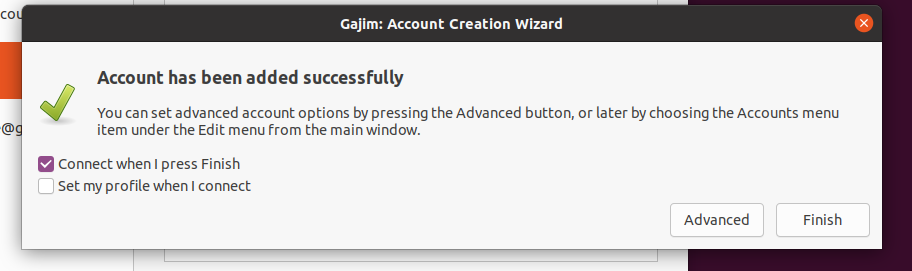 cou
Gajim: Account Creation Wizard
Account has been added successfully
You can set advanced account options by pressing the Advanced button, or later by choosing the Accounts menu
item under the Edit menu from the main window.
@g
Connect when I press Finish
Set my profile when I connect
Advanced
Finish